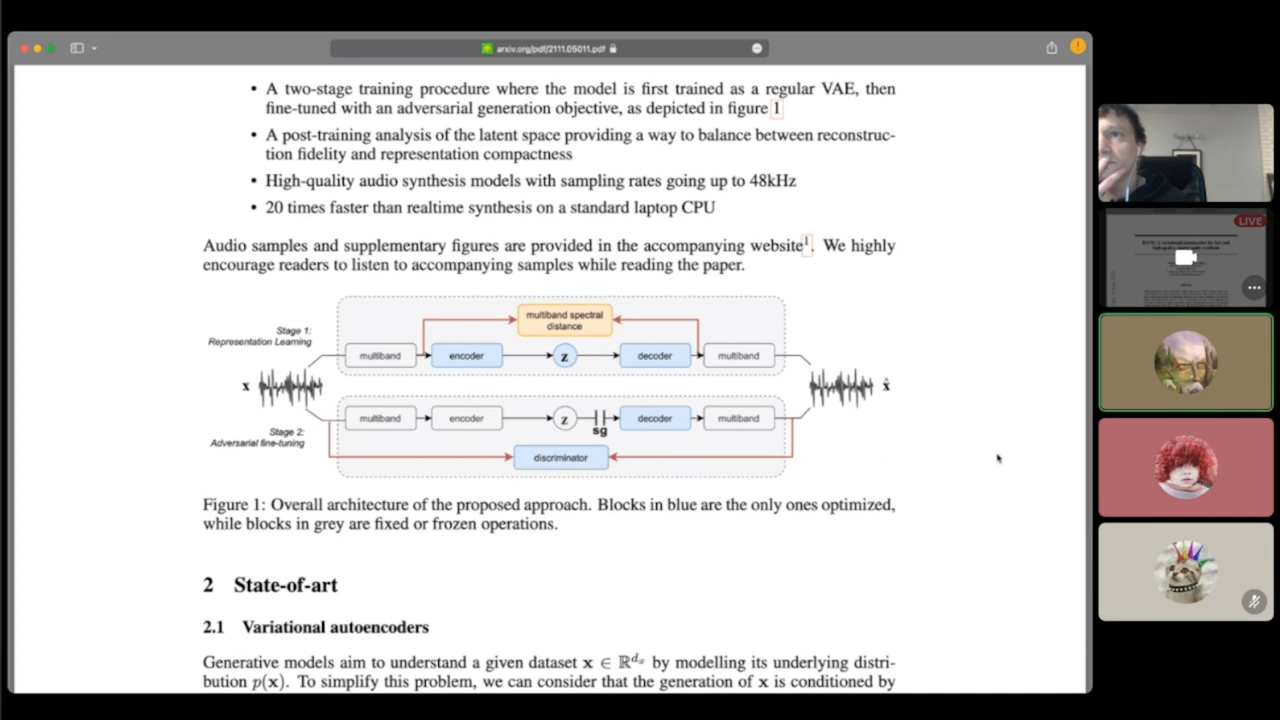 arxiv.org/pdf/2111.05011.pdf
• A two-stage training procedure where the model is first trained as a regular VAE, then
fine-tuned with an adversarial generation objective, as depicted in figure 1
• A post-training analysis of the latent space providing a way to balance between reconstruc-
tion fidelity and representation compactness
• High-quality audio synthesis models with sampling rates going up to 48kHz
• 20 times faster than realtime synthesis on a standard laptop CPU
Audio samples and supplementary figures are provided in the accompanying website1. We highly
encourage readers to listen to accompanying samples while reading the paper.
Stage 1:
Representation Learning
multiband spectral
distance
multiband
encoder
z
decoder
multiband
x
x̂
multiband
encoder
z
sg
decoder
multiband
Stage 2:
Adversarial fine-tuning
discriminator
Figure 1: Overall architecture of the proposed approach. Blocks in blue are the only ones optimized,
while blocks in grey are fixed or frozen operations.
2 State-of-art
2.1 Variational autoencoders
Generative models aim to understand a given dataset x ∈ ℝ^{d_x} by modelling its underlying distri-
bution p(x). To simplify this problem, we can consider that the generation of x is conditioned by
LIVE